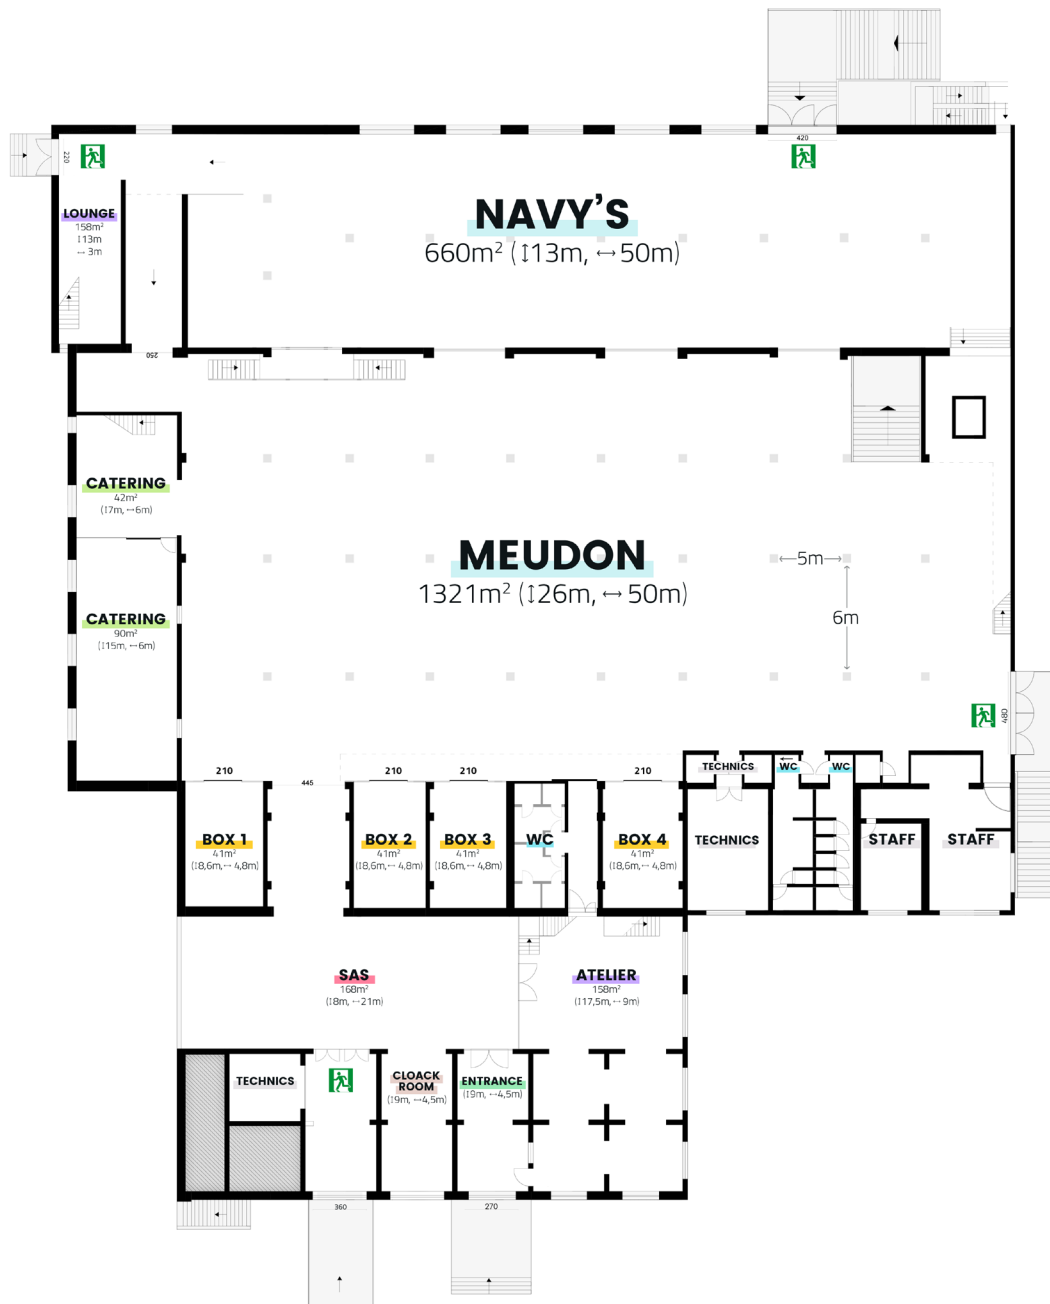 420
220
NAVY’S
660m² (↕13m, ↔50m)
LOUNGE
158m²
↕13m
↔ 3m
250
CATERING
42m²
(↕7m, ↔6m)
MEUDON
1321m² (↕26m, ↔50m)
5m
6m
CATERING
90m²
(↕15m, ↔6m)
480
210
445
210
210
210
TECHNICS
WC
WC
BOX 1
41m²
(↕8,6m, ↔ 4,8m)
BOX 2
41m²
(↕8,6m, ↔ 4,8m)
BOX 3
41m²
(↕8,6m, ↔ 4,8m)
WC
BOX 4
41m²
(↕8,6m, ↔ 4,8m)
TECHNICS
STAFF
STAFF
SAS
168m²
(↕8m, ↔21m)
ATELIER
158m²
(↕17,5m, ↔9m)
TECHNICS
CLOACK
ROOM
(↕9m, ↔4,5m)
ENTRANCE
(↕9m, ↔4,5m)
360
270